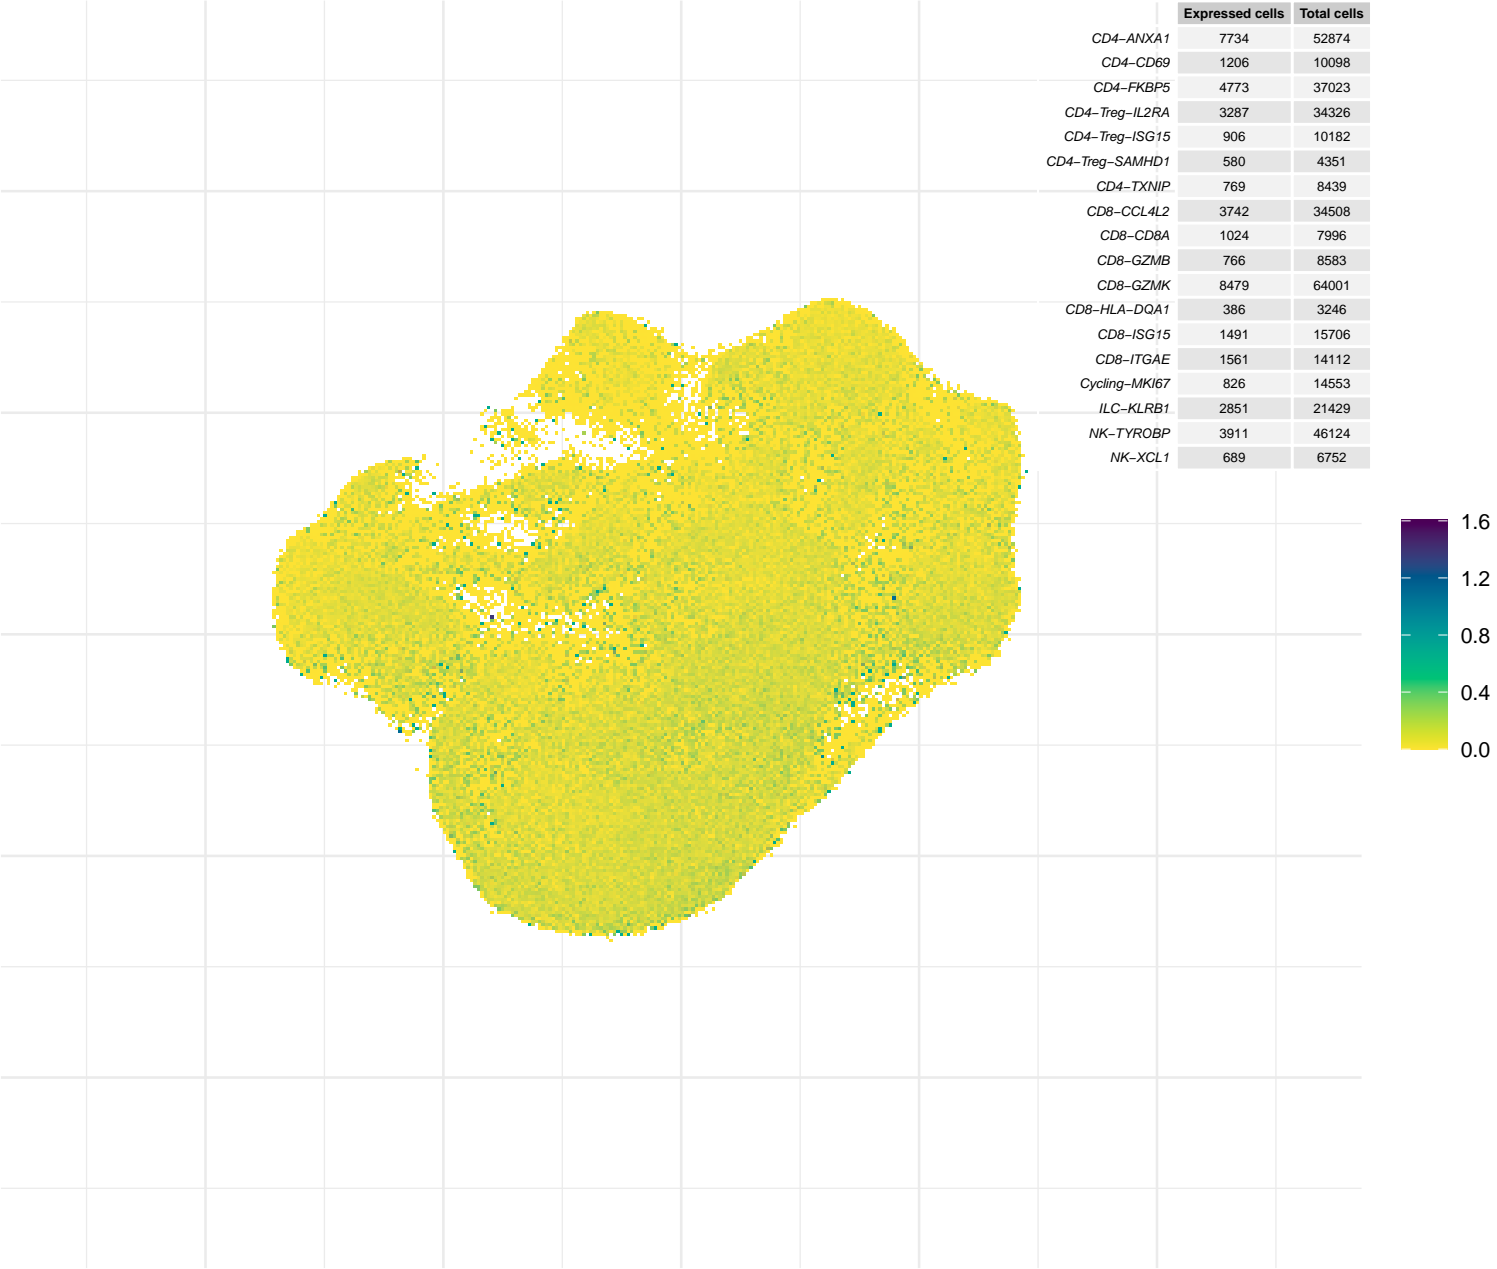 Expressed cells Total cells
CD4−ANXA1 7734 52874
CD4−CD69 1206 10098
CD4−FKBP5 4773 37023
CD4−Treg−IL2RA 3287 34326
CD4−Treg−ISG15 906 10182
CD4−Treg−SAMHD1 580 4351
CD4−TXNIP 769 8439
CD8−CCL4L2 3742 34508
CD8−CD8A 1024 7996
CD8−GZMB 766 8583
CD8−GZMK 8479 64001
CD8−HLA−DQA1 386 3246
CD8−ISG15 1491 15706
CD8−ITGAE 1561 14112
Cycling−MKI67 826 14553
ILC−KLRB1 2851 21429
NK−TYROBP 3911 46124
NK−XCL1 689 6752
1.6
1.2
0.8
0.4
0.0